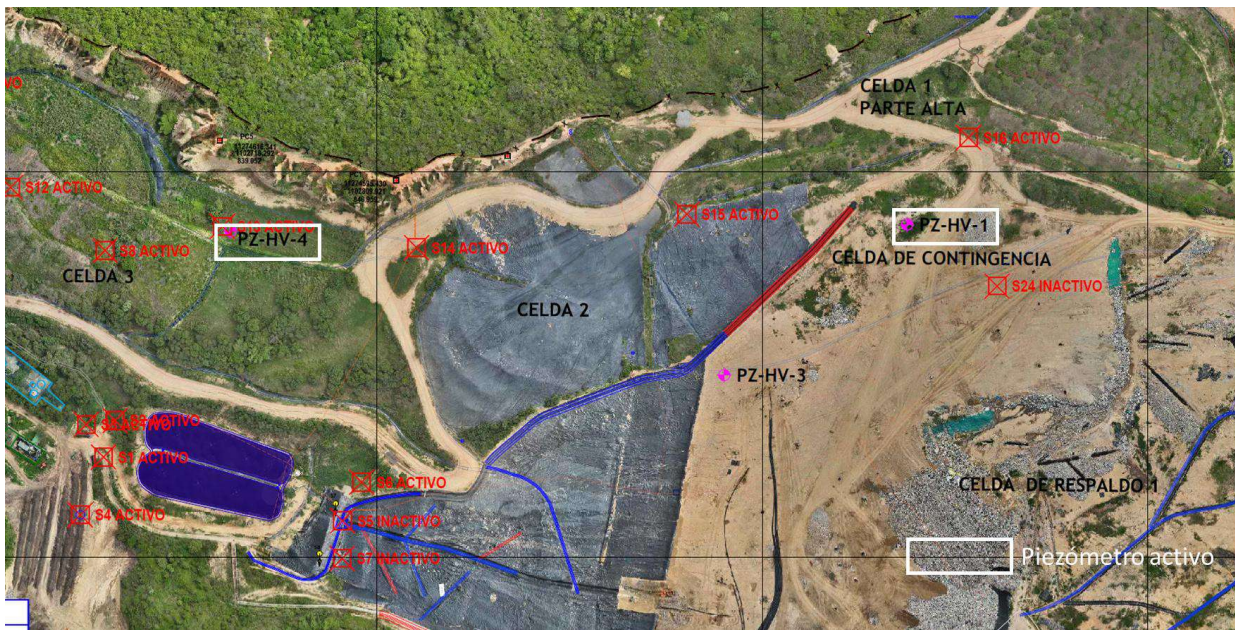 CELDA 1
PARTE ALTA
S16 ACTIVO
S12 ACTIVO
S15 ACTIVO
PZ-HV-4
PZ-HV-1
S8 ACTIVO
S14 ACTIVO
CELDA 3
CELDA DE CONTINGENCIA
S24 INACTIVO
CELDA 2
PZ-HV-3
S1 ACTIVO
S6 ACTIVO
CELDA DE RESPALDO 1
S4 ACTIVO
S5 INACTIVO
S7 INACTIVO
Piezómetro activo